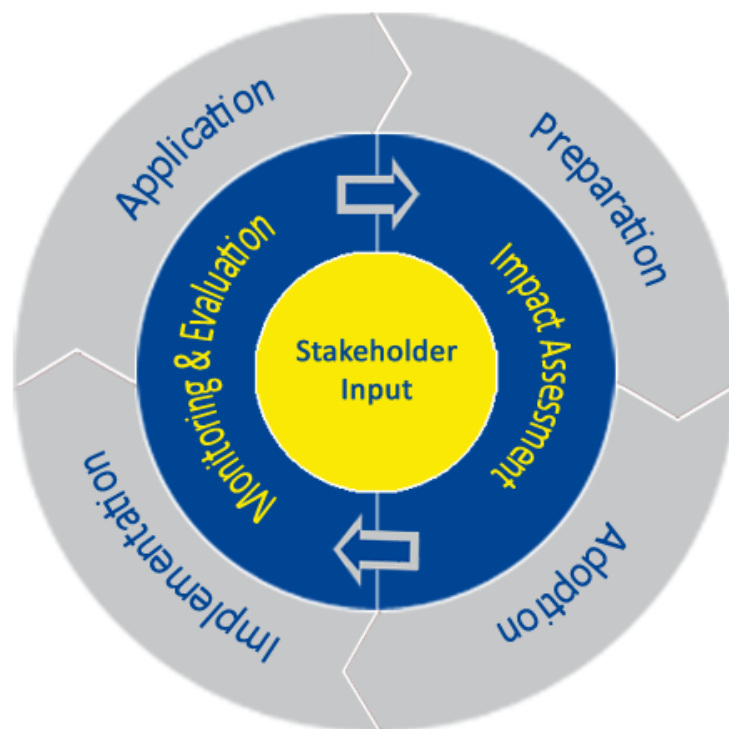 Application
Preparation
Monitoring & Evaluation
Impact Assessment
Stakeholder
Input
Implementation
Adoption